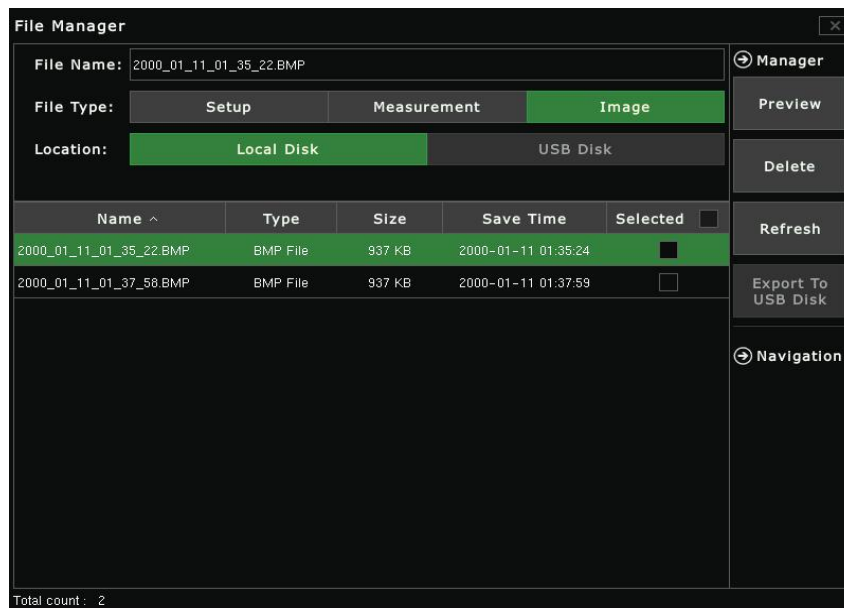 File Manager
File Name: 2000_01_11_01_35_22.BMP
File Type: Setup Measurement Image
Location: Local Disk USB Disk
Name Type Size Save Time Selected
2000_01_11_01_35_22.BMP BMP File 937 KB 2000-01-11 01:35:24
2000_01_11_01_37_58.BMP BMP File 937 KB 2000-01-11 01:37:59
Total count : 2
Manager
Preview
Delete
Refresh
Export To
USB Disk
Navigation